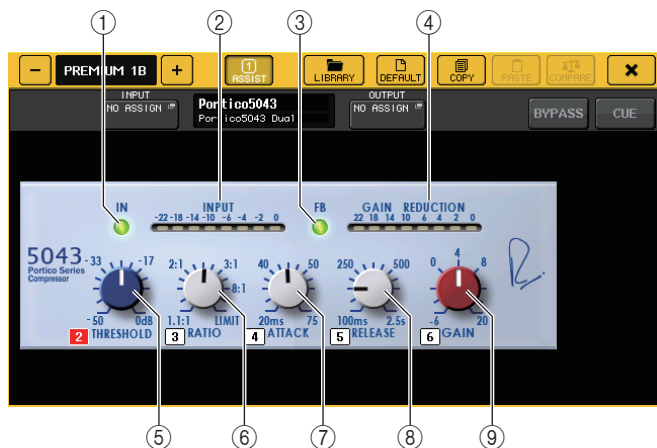 ① ② ③ ④
− PREMIUM 1B + 1 ASSIST LIBRARY DEFAULT COPY PASTE COMPARE ×
INPUT OUTPUT
NO ASSIGN Portico5043 NO ASSIGN BYPASS CUE
Portico5043 Dual
IN INPUT FB GAIN REDUCTION
-22 -18 -14 -10 -6 -4 -2 0 22 18 14 10 6 4 2 0
5043
Portico Series
Compressor
-33 -17 2:1 3:1 8:1 40 50 250 500 0 4 8
-50 0dB 1.1:1 LIMIT 20ms 75 100ms 2.5s -6 20
2 THRESHOLD 3 RATIO 4 ATTACK 5 RELEASE 6 GAIN
⑤ ⑥ ⑦ ⑧ ⑨